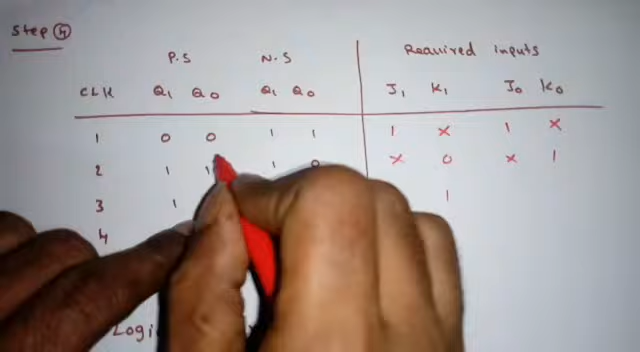 Step 4
P.S N.S Required inputs
CLK Q1 Q0 Q1 Q0 J1 K1 J0 K0
1 0 0 1 1 1 x 1 x
2 1 1 1 0 x 0 x 1
3 1 1
4